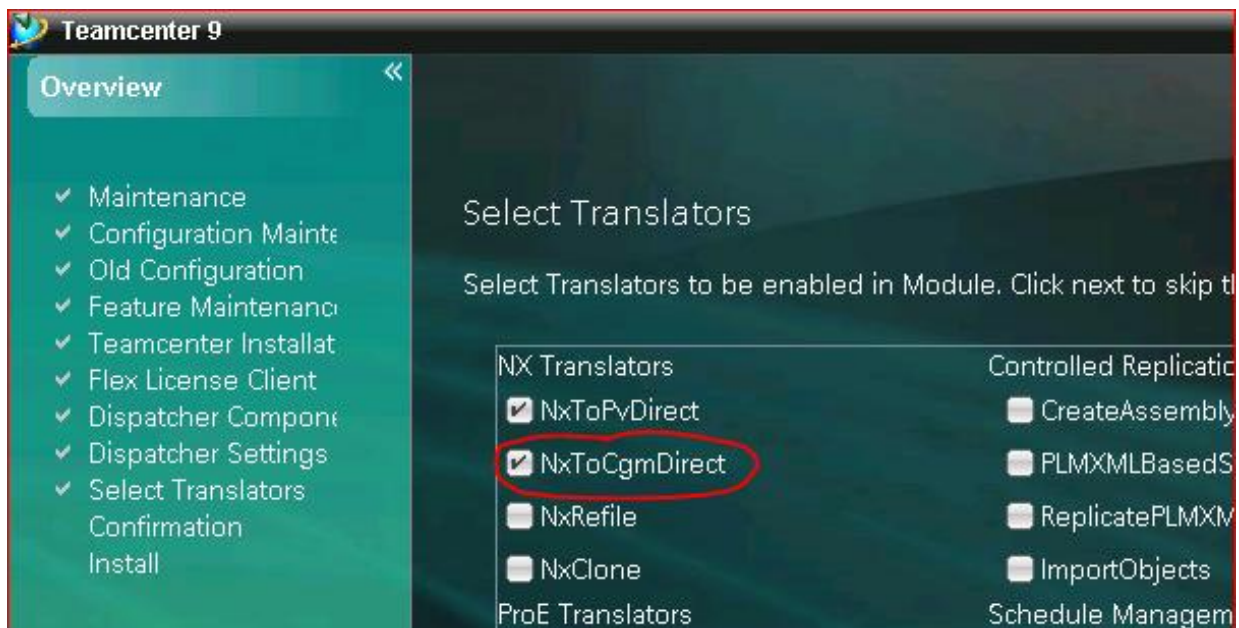 Teamcenter 9
Overview
Maintenance
Configuration Mainte
Old Configuration
Feature Maintenanc
Teamcenter Installat
Flex License Client
Dispatcher Compone
Dispatcher Settings
Select Translators
Confirmation
Install
Select Translators
Select Translators to be enabled in Module. Click next to skip t
NX Translators
NxToPvDirect
NxToCgmDirect
NxRefile
NxClone
ProE Translators
Controlled Replicatio
CreateAssembly
PLMXMLBasedS
ReplicatePLMXM
ImportObjects
Schedule Managem